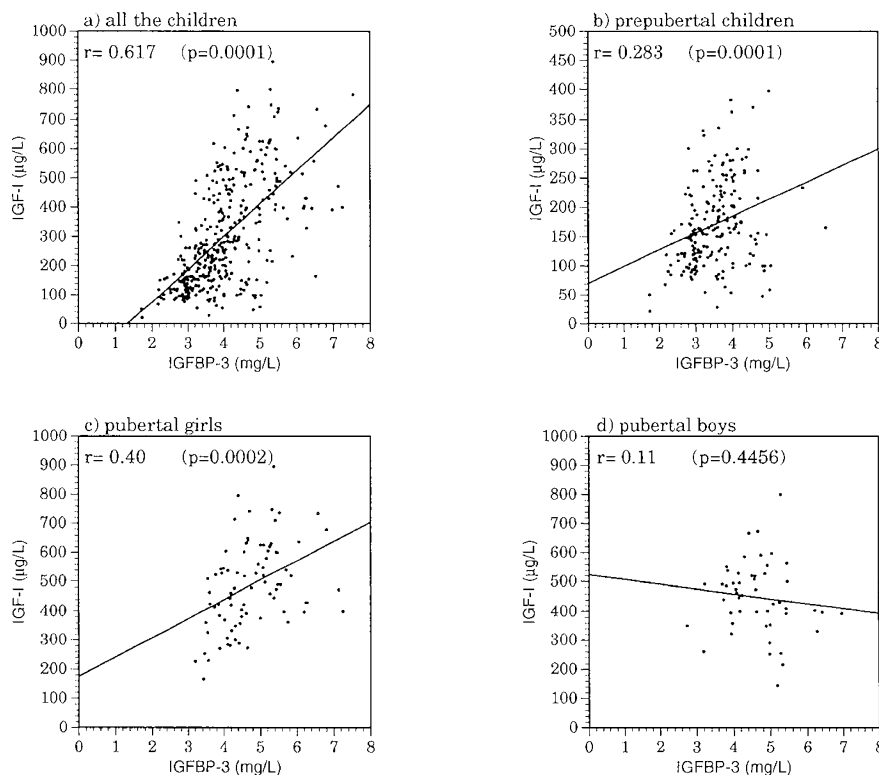 a) all the children
r= 0.617 (p=0.0001)
1000
900
800
700
600
500
400
300
200
100
0
IGF-I (µg/L)
0 1 2 3 4 5 6 7 8
IGFBP-3 (mg/L)
b) prepubertal children
r= 0.283 (p=0.0001)
500
450
400
350
300
250
200
150
100
50
0
IGF-I (µg/L)
0 1 2 3 4 5 6 7 8
IGFBP-3 (mg/L)
c) pubertal girls
r= 0.40 (p=0.0002)
1000
900
800
700
600
500
400
300
200
100
0
IGF-I (µg/L)
0 1 2 3 4 5 6 7 8
IGFBP-3 (mg/L)
d) pubertal boys
r= 0.11 (p=0.4456)
1000
900
800
700
600
500
400
300
200
100
0
IGF-I (µg/L)
0 1 2 3 4 5 6 7 8
IGFBP-3 (mg/L)